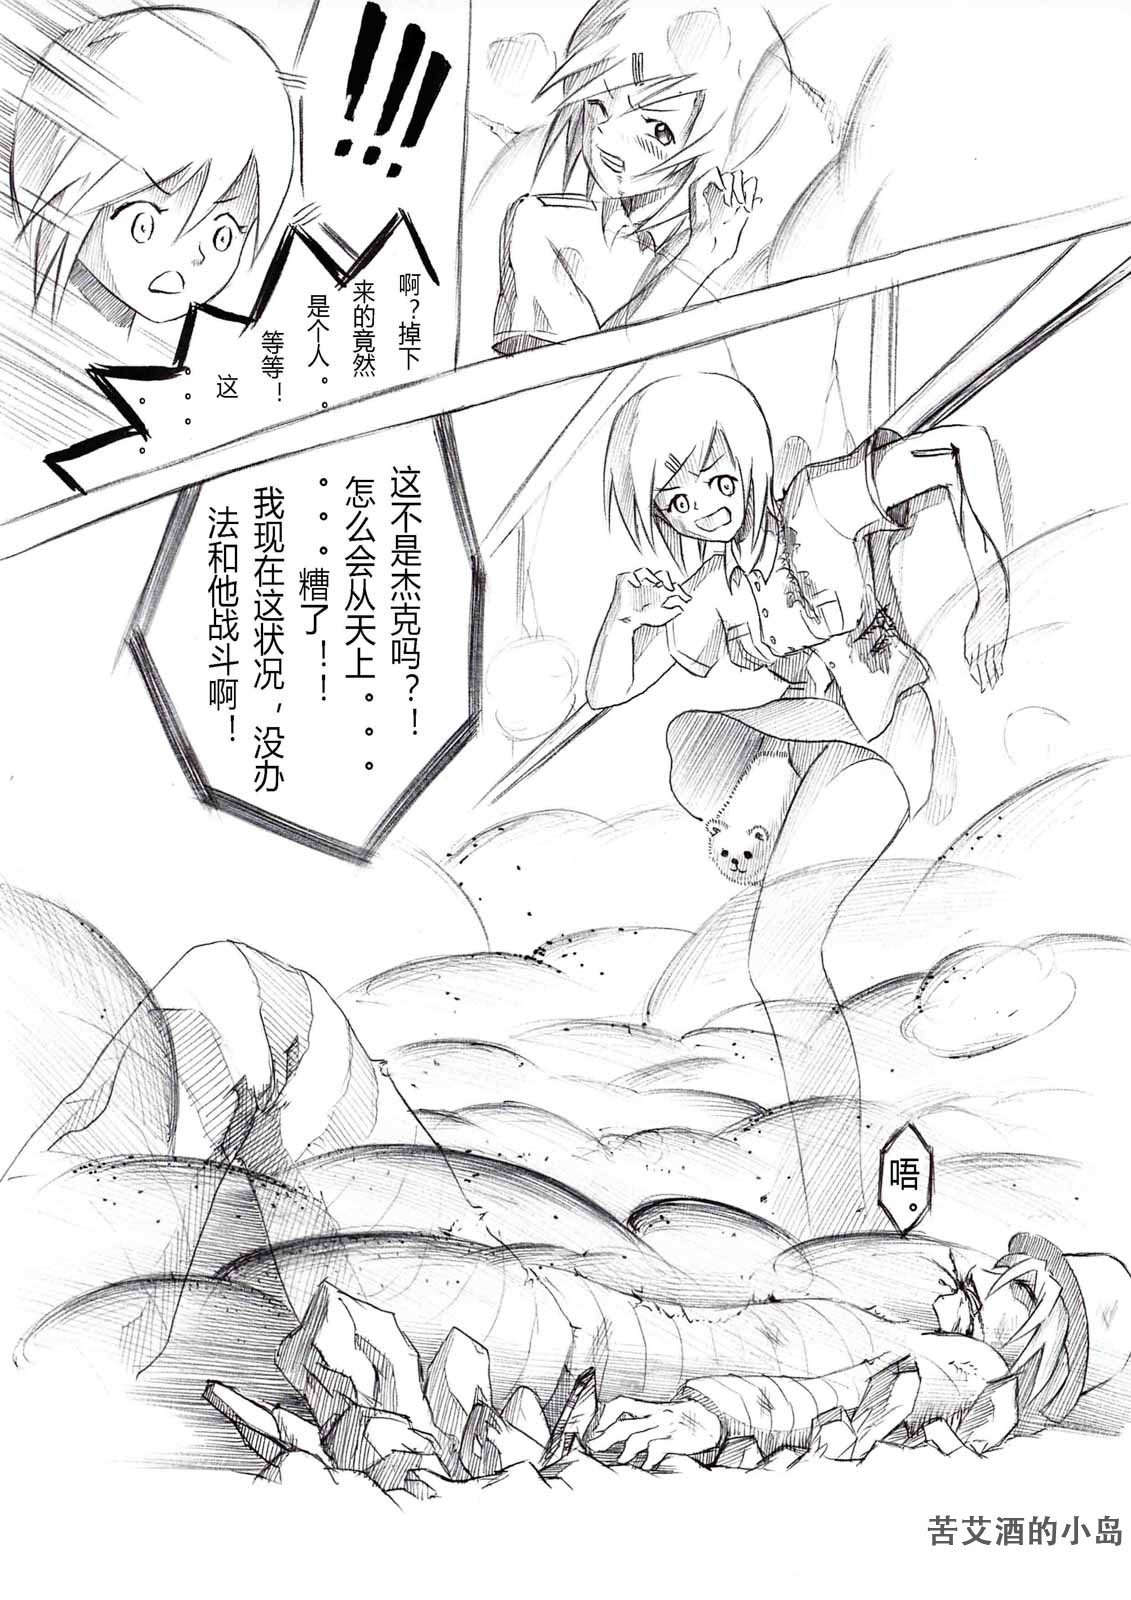 !!!
啊？掉下
来的竟然
是个人。。
等等！
这
。。。。。
这不是杰克吗？！
怎么会从天上。。。
。。。糟了！！
我现在这状况，没办
法和他战斗啊！
唔。
苦艾酒的小岛